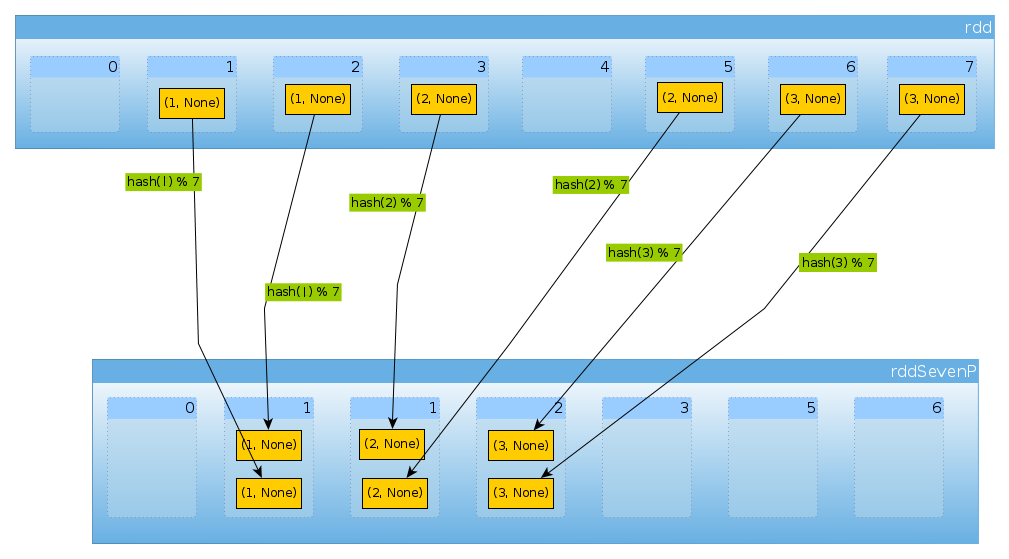 rdd
0 1 2 3 4 5 6 7
(1, None) (1, None) (2, None) (2, None) (3, None) (3, None)
hash(|) % 7
hash(2) % 7
hash(2) % 7
hash(3) % 7
hash(3) % 7
hash(|) % 7
rddSevenP
0 1 1 2 3 5 6
(1, None) (2, None) (3, None)
(1, None) (2, None) (3, None)